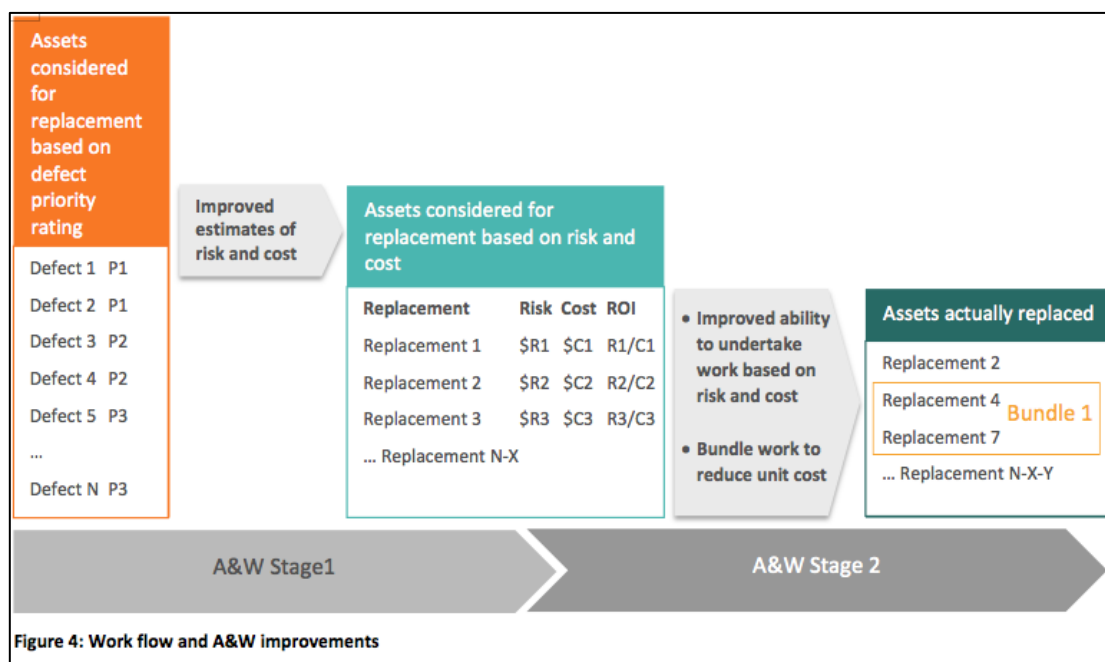 Assets
considered
for
replacement
based on
defect
priority
rating
Defect 1 P1
Defect 2 P1
Defect 3 P2
Defect 4 P2
Defect 5 P3
...
Defect N P3
Improved
estimates of
risk and cost
Assets considered for
replacement based on risk and
cost
Replacement Risk Cost ROI
Replacement 1 $R1 $C1 R1/C1
Replacement 2 $R2 $C2 R2/C2
Replacement 3 $R3 $C3 R3/C3
... Replacement N-X
• Improved ability
to undertake
work based on
risk and cost
• Bundle work to
reduce unit cost
Assets actually replaced
Replacement 2
Replacement 4
Bundle 1
Replacement 7
... Replacement N-X-Y
A&W Stage1
A&W Stage 2
Figure 4: Work flow and A&W improvements